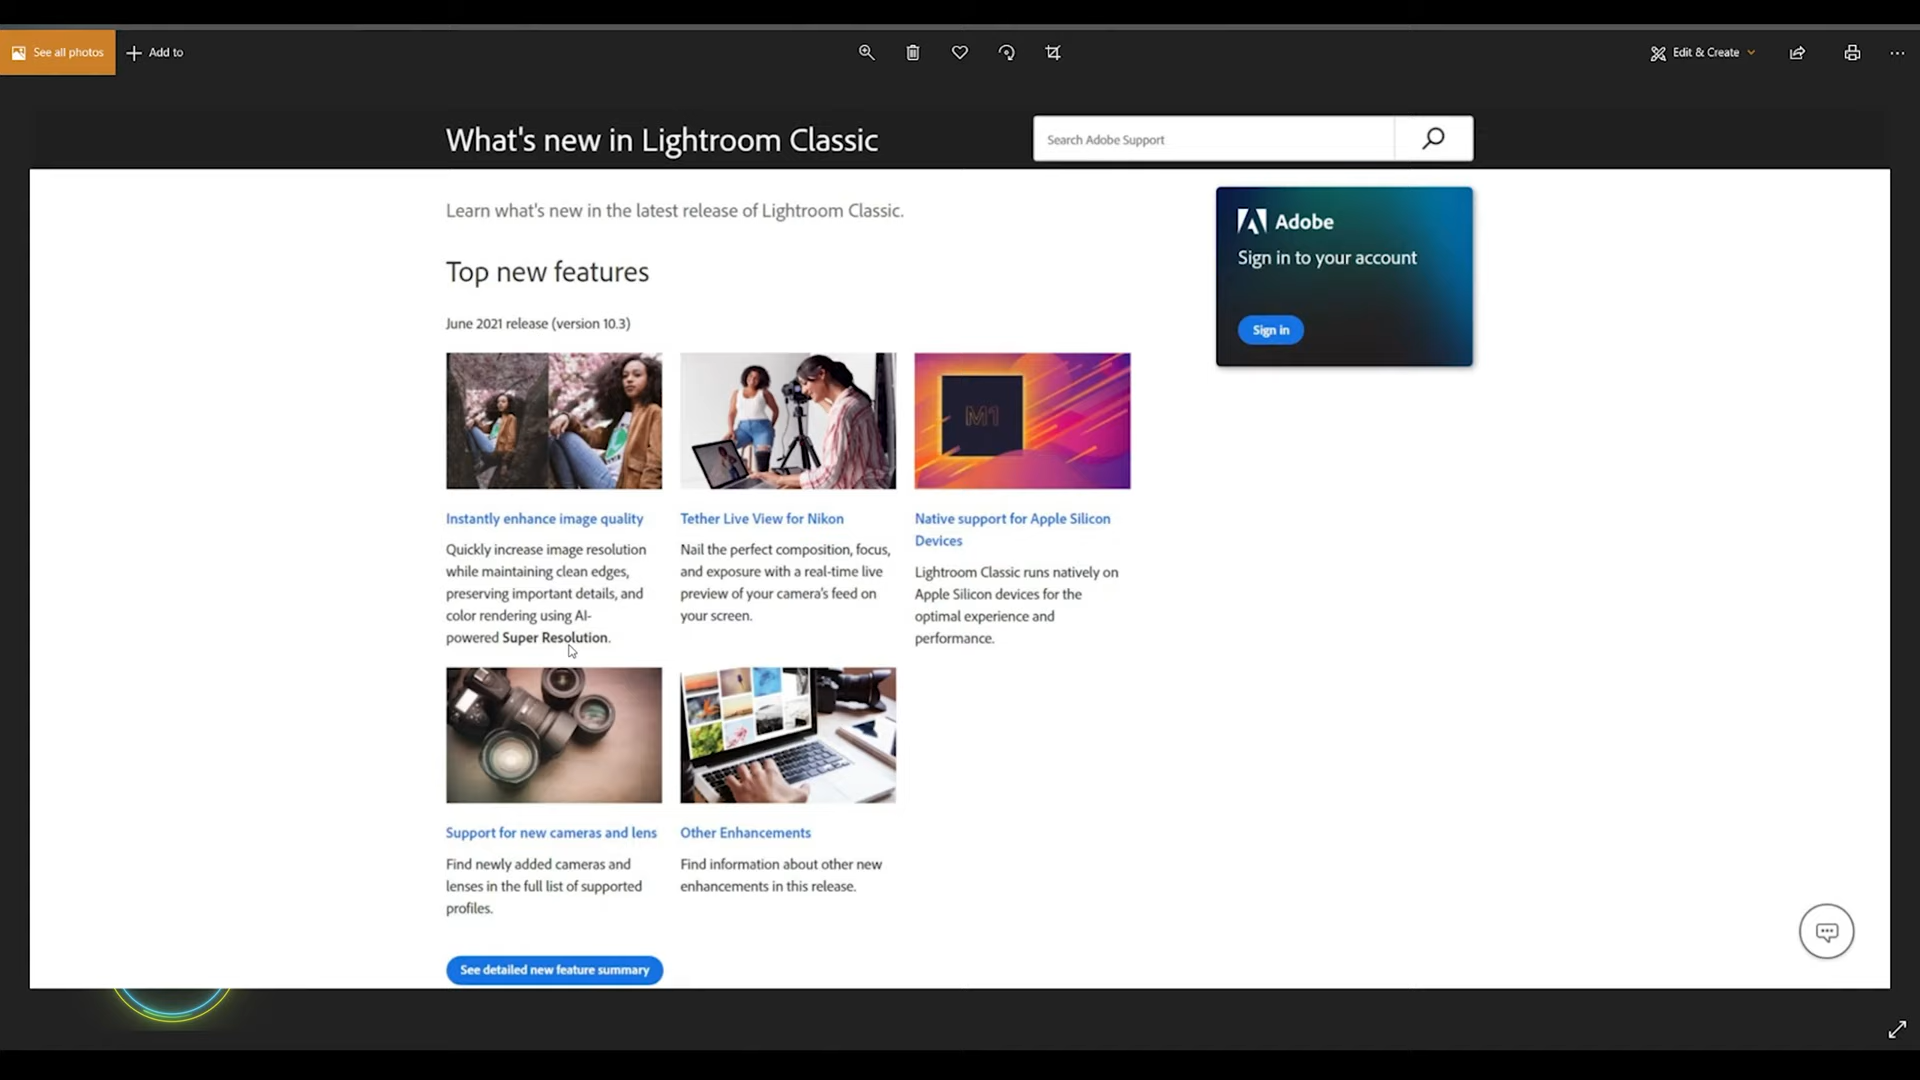 See all photos
Add to
Edit & Create
What's new in Lightroom Classic
Search Adobe Support
Learn what's new in the latest release of Lightroom Classic.
Adobe
Sign in to your account
Sign in
Top new features
June 2021 release (version 10.3)
M1
Instantly enhance image quality
Quickly increase image resolution
while maintaining clean edges,
preserving important details, and
color rendering using AI-
powered Super Resolution.
Tether Live View for Nikon
Nail the perfect composition, focus,
and exposure with a real-time live
preview of your camera's feed on
your screen.
Native support for Apple Silicon
Devices
Lightroom Classic runs natively on
Apple Silicon devices for the
optimal experience and
performance.
Support for new cameras and lens
Find newly added cameras and
lenses in the full list of supported
profiles.
Other Enhancements
Find information about other new
enhancements in this release.
See detailed new feature summary